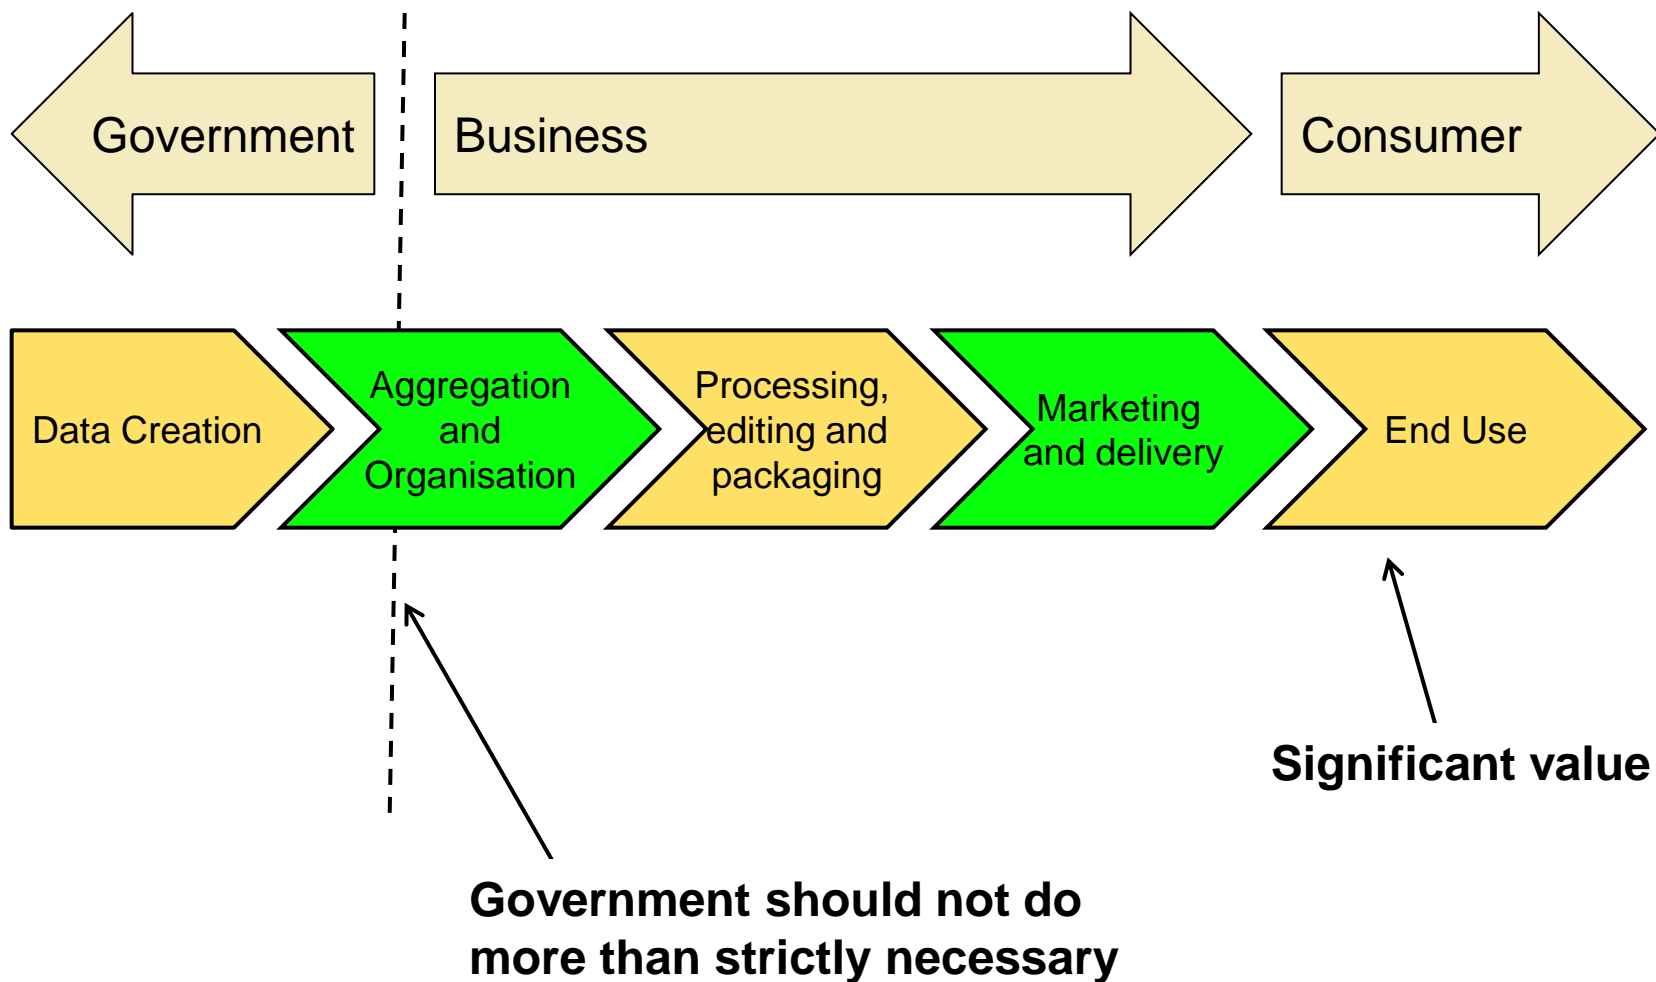 Government
Business
Consumer
Data Creation
Aggregation
and
Organisation
Processing,
editing and
packaging
Marketing
and delivery
End Use
Significant value
Government should not do
more than strictly necessary